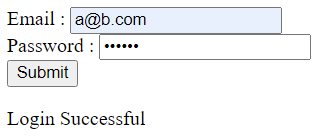 Email : a@b.com
Password : ••••••
Submit
Login Successful